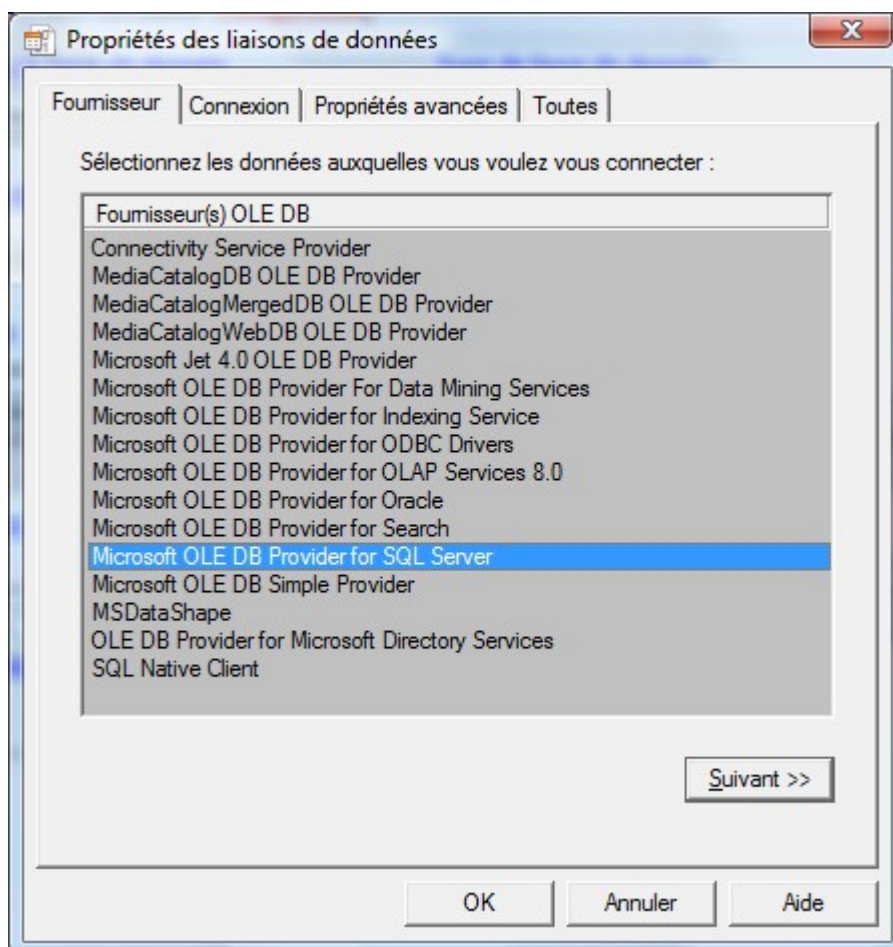 Propriétés des liaisons de données
Fournisseur Connexion Propriétés avancées Toutes
Sélectionnez les données auxquelles vous voulez vous connecter :
Fournisseur(s) OLE DB
Connectivity Service Provider
MediaCatalogDB OLE DB Provider
MediaCatalogMergedDB OLE DB Provider
MediaCatalogWebDB OLE DB Provider
Microsoft Jet 4.0 OLE DB Provider
Microsoft OLE DB Provider For Data Mining Services
Microsoft OLE DB Provider for Indexing Service
Microsoft OLE DB Provider for ODBC Drivers
Microsoft OLE DB Provider for OLAP Services 8.0
Microsoft OLE DB Provider for Oracle
Microsoft OLE DB Provider for Search
Microsoft OLE DB Provider for SQL Server
Microsoft OLE DB Simple Provider
MSDataShape
OLE DB Provider for Microsoft Directory Services
SQL Native Client
Suivant >>
OK Annuler Aide